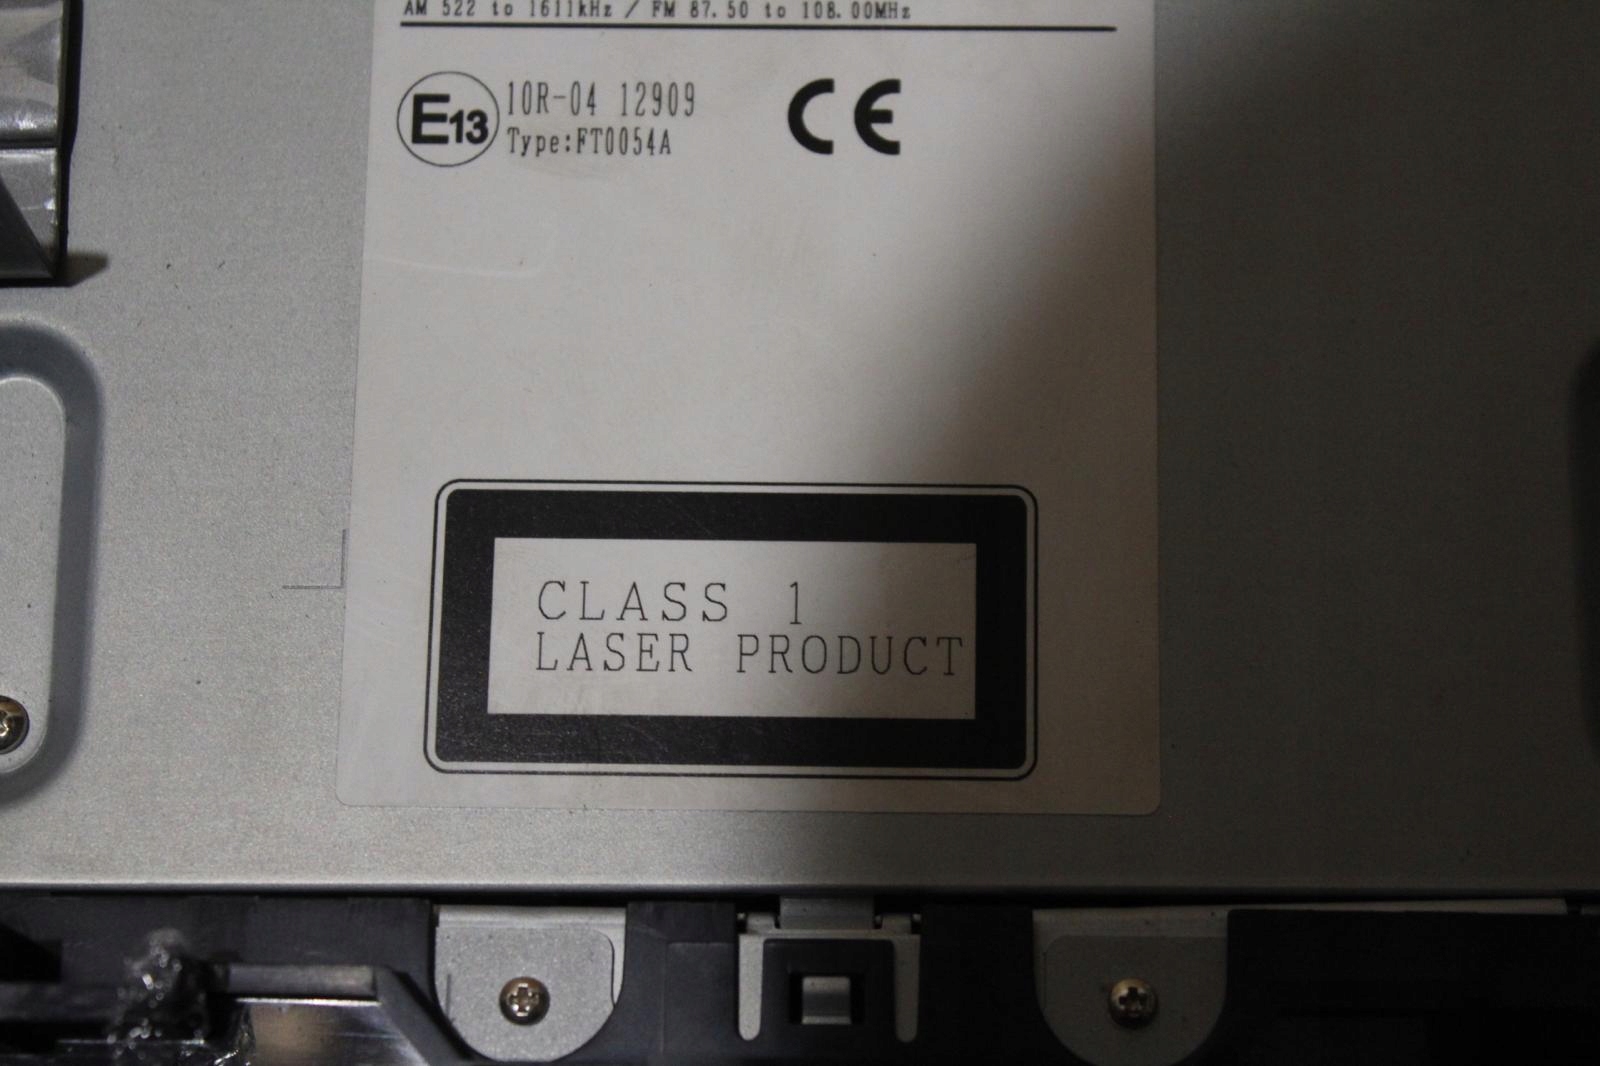 AM 522 to 1611kHz / FM 87.50 to 108.00MHz
E13 10R-04 12909
Type:FT0054A
CE
CLASS 1
LASER PRODUCT